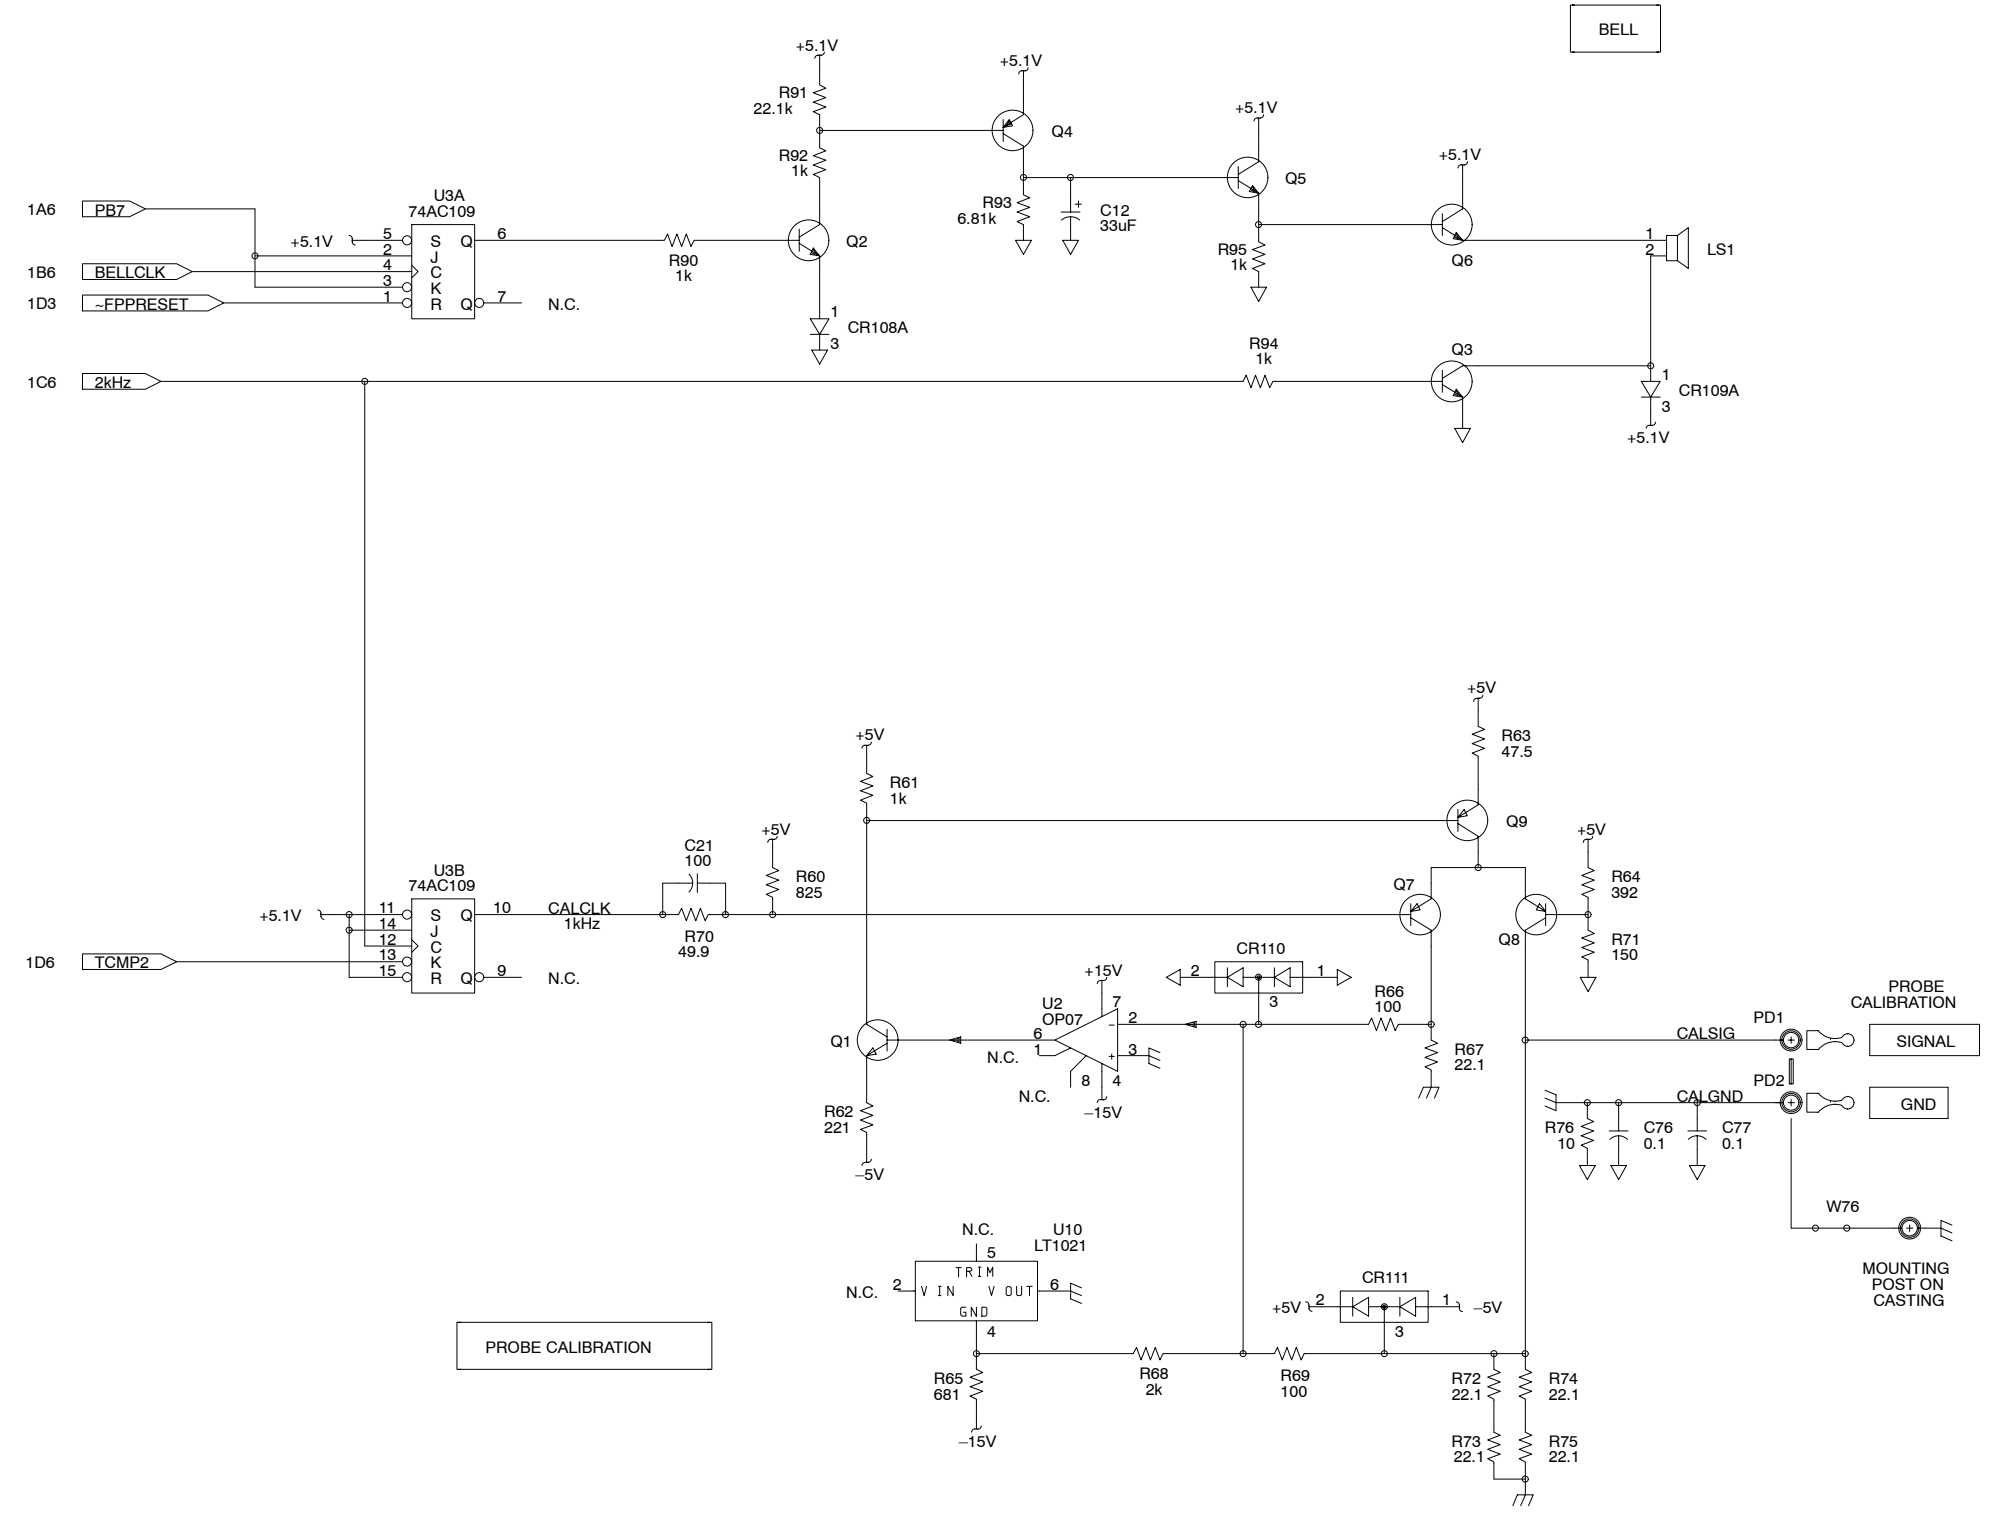 BELL
+5.1V
R91
22.1k
+5.1V
Q4
+5.1V
R92
1k
Q5
+5.1V
1A6 PB7
U3A
74AC109
R93
6.81k
+
C12
33uF
Q6
+5.1V 5 S Q 6
R90
1k
Q2
R95
1k
1
2
LS1
2 J
1B6 BELLCLK 4 C
3 K
1D3 ~FPPRESET 1 R Q 7 N.C.
1
CR108A
3
1C6 2kHz
R94
1k
Q3
1
CR109A
3
+5.1V
+5V
R63
47.5
+5V
R61
1k
Q9
+5V
R60
825
C21
100
+5V
R64
392
U3B
74AC109
Q7
+5.1V 11 S Q 10 CALCLK
1kHz
R70
49.9
Q8
R71
150
14 J
12 C
1D6 TCMP2 13 K
15 R Q 9 N.C.
CR110
2 1
3
+15V
7
U2
OP07
R66
100
PROBE
CALIBRATION
Q1
6
2
–
1
N.C.
+
3
8
4
N.C.
–15V
R67
22.1
CALSIG
PD1
SIGNAL
PD2
CALGND
GND
R62
221
–5V
R76
10
C76
0.1
C77
0.1
W76
MOUNTING
POST ON
CASTING
N.C.
5
U10
LT1021
TRIM
N.C. 2 V IN V OUT 6
GND
4
CR111
+5V 2 1 –5V
3
PROBE CALIBRATION
R65
681
–15V
R68
2k
R69
100
R72
22.1
R74
22.1
R73
22.1
R75
22.1